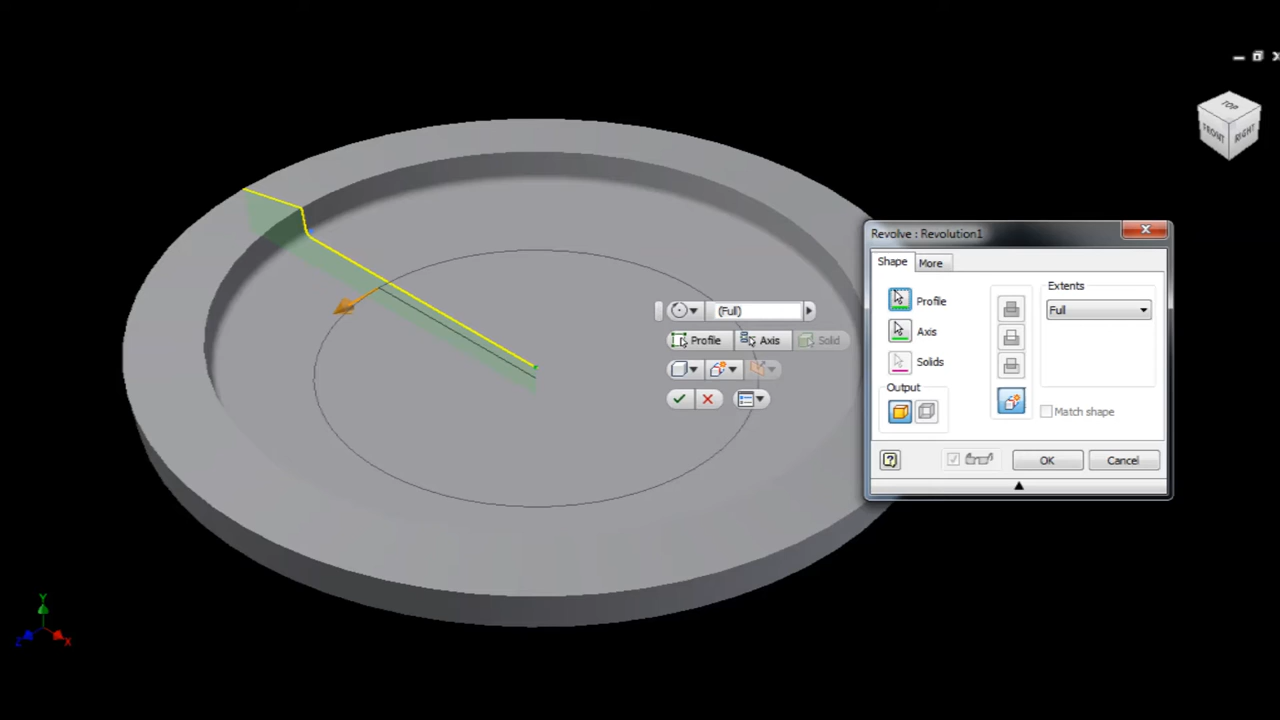 TOP
FRONT
RIGHT
Revolve : Revolution1
Shape
More
Profile
Axis
Solids
Output
Extents
Full
Match shape
OK
Cancel
(Full)
Profile
Axis
Solid
Y
Z
X